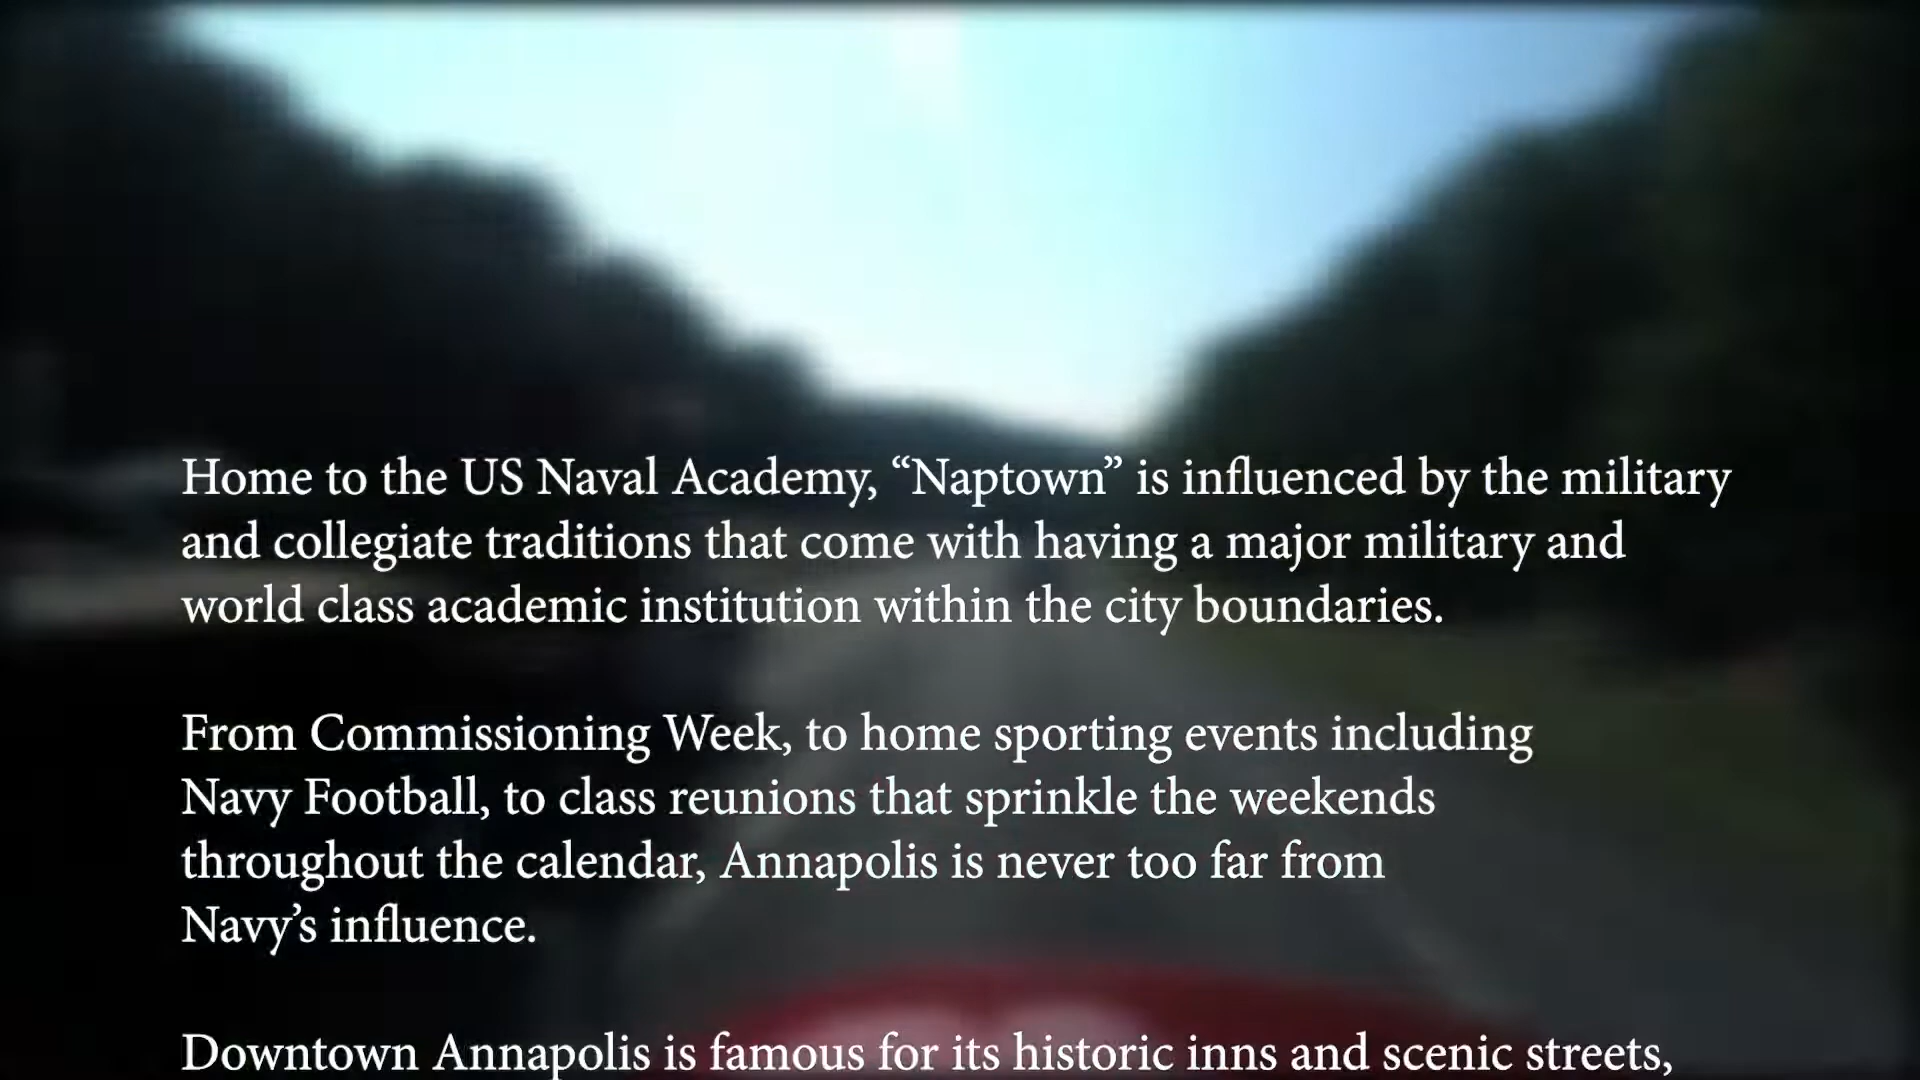 Home to the US Naval Academy, “Naptown” is influenced by the military
and collegiate traditions that come with having a major military and
world class academic institution within the city boundaries.
From Commissioning Week, to home sporting events including
Navy Football, to class reunions that sprinkle the weekends
throughout the calendar, Annapolis is never too far from
Navy’s influence.
Downtown Annapolis is famous for its historic inns and scenic streets,